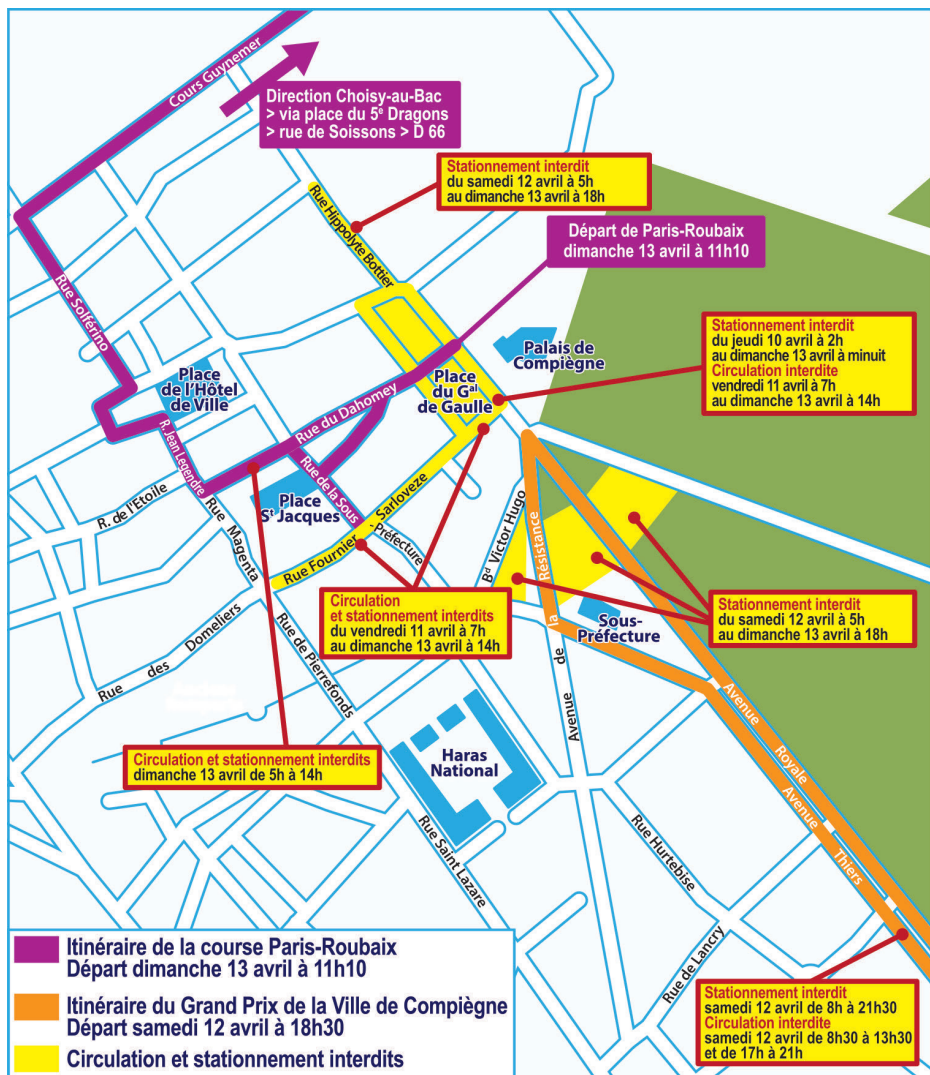 Cours Guynemer
Direction Choisy-au-Bac
> via place du 5e Dragons
> rue de Soissons > D 66
Stationnement interdit
du samedi 12 avril à 5h
au dimanche 13 avril à 18h
Rue Hippolyte Bottier
Départ de Paris-Roubaix
dimanche 13 avril à 11h10
Rue Solférino
Stationnement interdit
du jeudi 10 avril à 2h
au dimanche 13 avril à minuit
Circulation interdite
vendredi 11 avril à 7h
au dimanche 13 avril à 14h
Palais de
Compiègne
Place
de l'Hôtel
de Ville
Place
du Gal
de Gaulle
Rue du Dahomey
R. Jean Legendre
Rue de la Sous
Préfecture
Place
St Jacques
R. de l'Etoile
Rue Magenta
Rue Fournier - Sarloveze
Bd Victor Hugo
Avenue de la Résistance
Circulation
et stationnement interdits
du vendredi 11 avril à 7h
au dimanche 13 avril à 14h
Sous-
Préfecture
Stationnement interdit
du samedi 12 avril à 5h
au dimanche 13 avril à 18h
Rue des Domeliers
Rue de Pierrefonds
Circulation et stationnement interdits
dimanche 13 avril de 5h à 14h
Haras
National
Avenue Royale
Avenue Thiers
Rue Saint Lazare
Rue Hurtebise
Rue de Lancry
Itinéraire de la course Paris-Roubaix
Départ dimanche 13 avril à 11h10
Itinéraire du Grand Prix de la Ville de Compiègne
Départ samedi 12 avril à 18h30
Circulation et stationnement interdits
Stationnement interdit
samedi 12 avril de 8h à 21h30
Circulation interdite
samedi 12 avril de 8h30 à 13h30
et de 17h à 21h